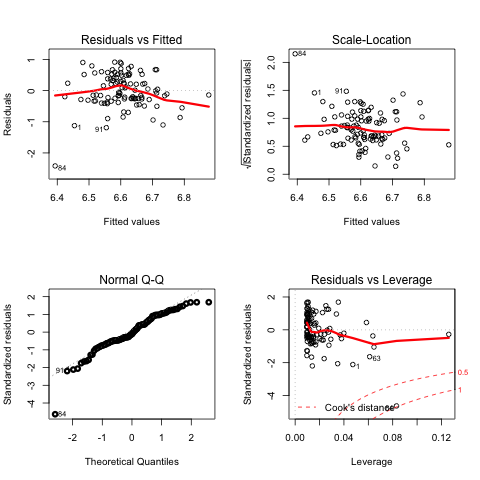 Residuals vs Fitted
Residuals
1
0
-1
-2
1
91
84
6.4 6.5 6.6 6.7 6.8
Fitted values
Scale-Location
√|Standardized residuals|
2.0
1.5
1.0
0.5
0.0
84
1
91
6.4 6.5 6.6 6.7 6.8
Fitted values
Normal Q-Q
Standardized residuals
2
1
0
-1
-2
-3
-4
91
84
-2 -1 0 1 2
Theoretical Quantiles
Residuals vs Leverage
Standardized residuals
2
0
-2
-4
63
1
84
0.5
1
Cook's distance
0.00 0.04 0.08 0.12
Leverage